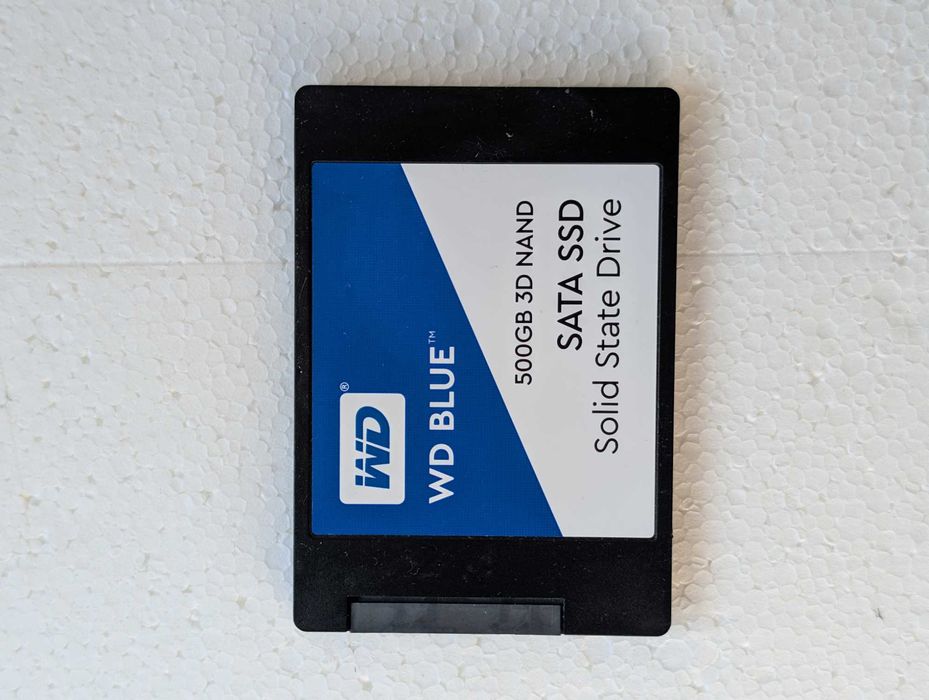 WD®
WD BLUE™
500GB 3D NAND
SATA SSD
Solid State Drive